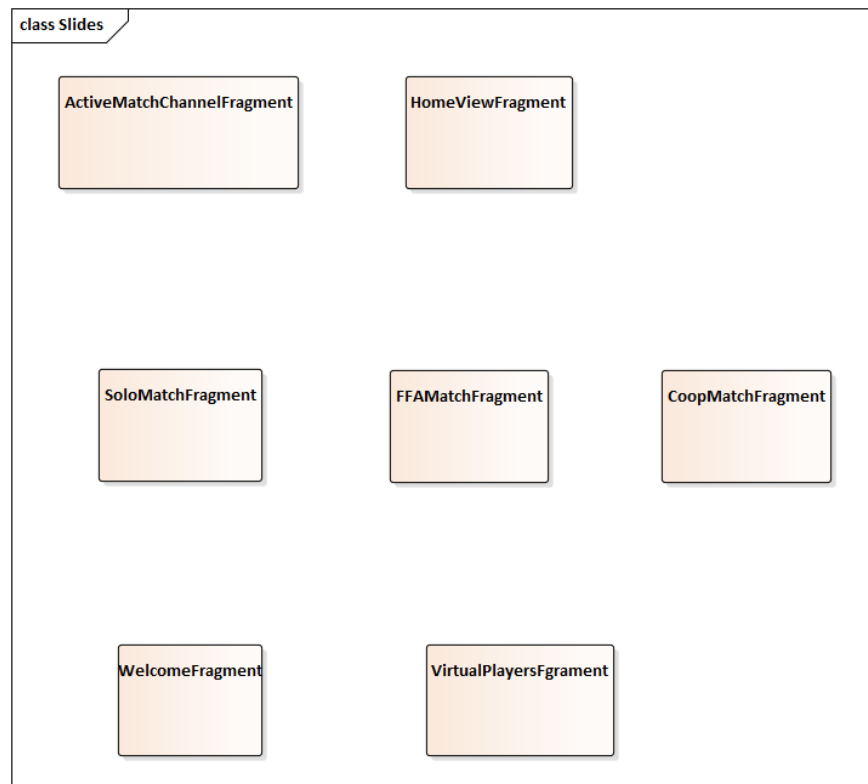 class Slides
ActiveMatchChannelFragment
HomeViewFragment
SoloMatchFragment
FFAMatchFragment
CoopMatchFragment
WelcomeFragment
VirtualPlayersFgrament